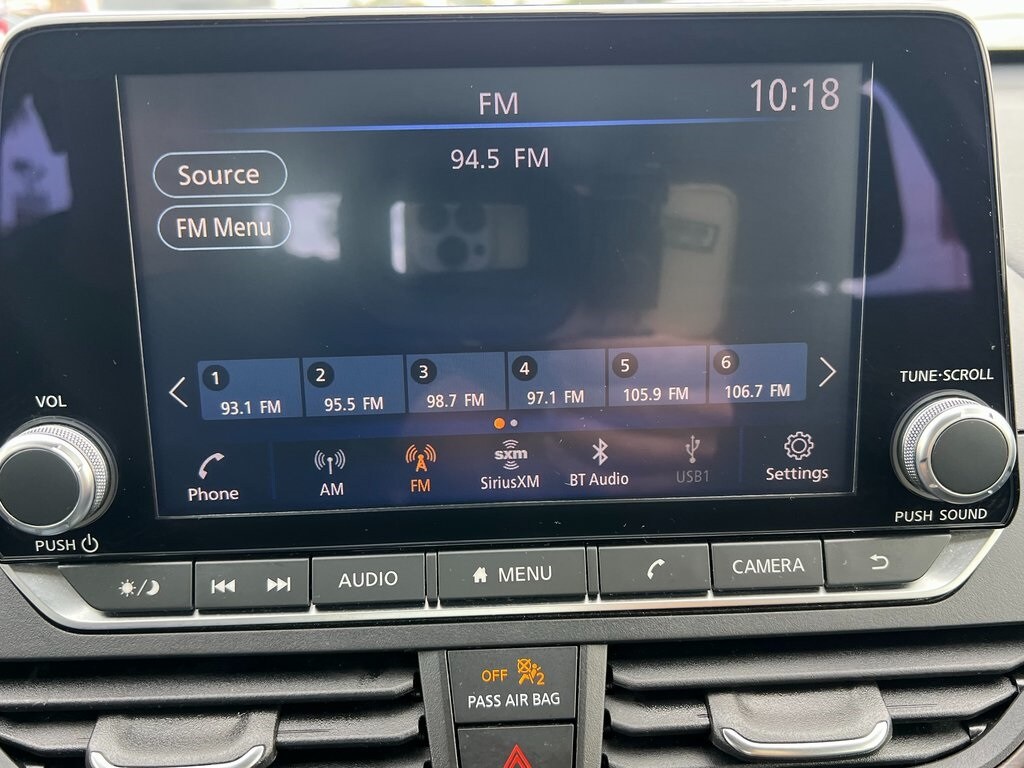 FM
10:18
94.5 FM
Source
FM Menu
1 2 3 4 5 6
93.1 FM 95.5 FM 98.7 FM 97.1 FM 105.9 FM 106.7 FM
VOL
TUNE·SCROLL
sxm
Phone AM FM SiriusXM BT Audio USB1 Settings
PUSH
PUSH SOUND
AUDIO MENU CAMERA
OFF 2
PASS AIR BAG